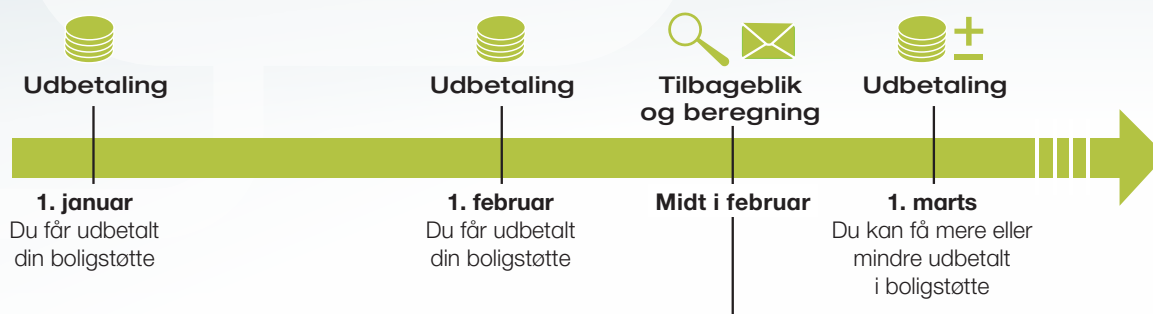 Udbetaling
1. januar
Du får udbetalt
din boligstøtte
Udbetaling
1. februar
Du får udbetalt
din boligstøtte
Tilbageblik
og beregning
Midt i februar
Udbetaling
1. marts
Du kan få mere eller
mindre udbetalt
i boligstøtte